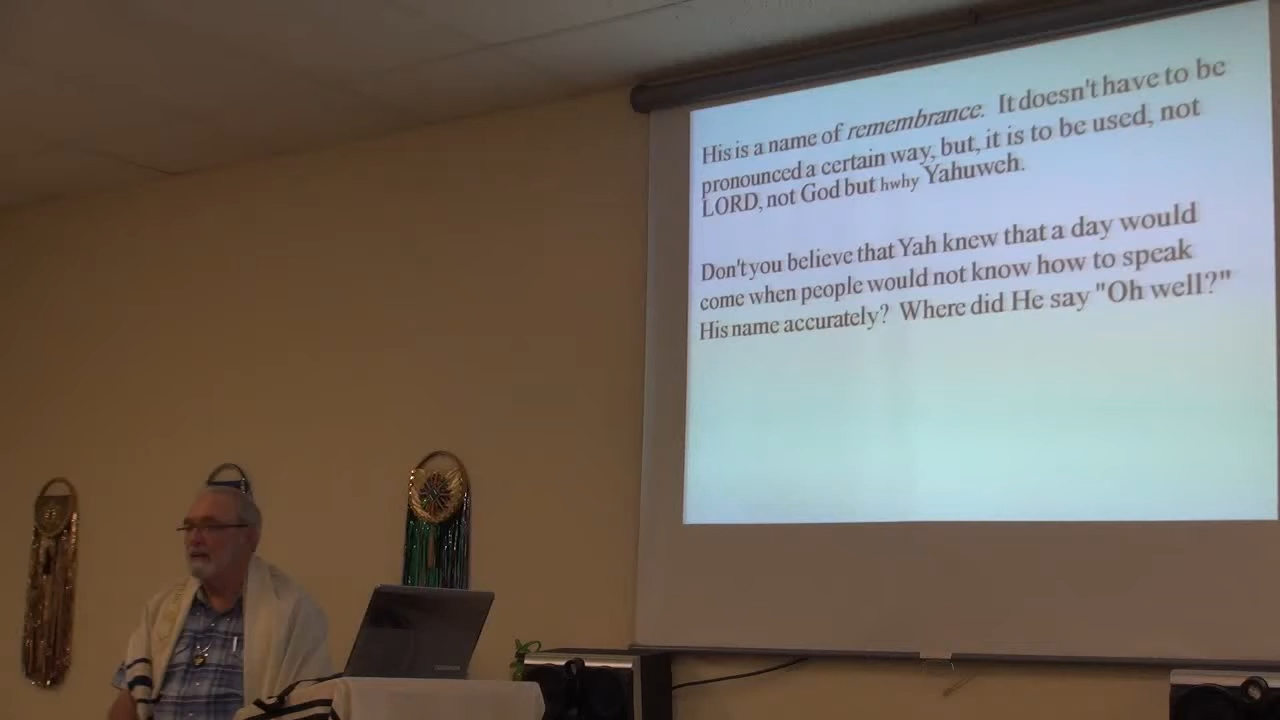 His is a name of remembrance. It doesn't have to be
pronounced a certain way, but, it is to be used, not
LORD, not God but hwhy Yahuweh.
Don't you believe that Yah knew that a day would
come when people would not know how to speak
His name accurately? Where did He say "Oh well?"